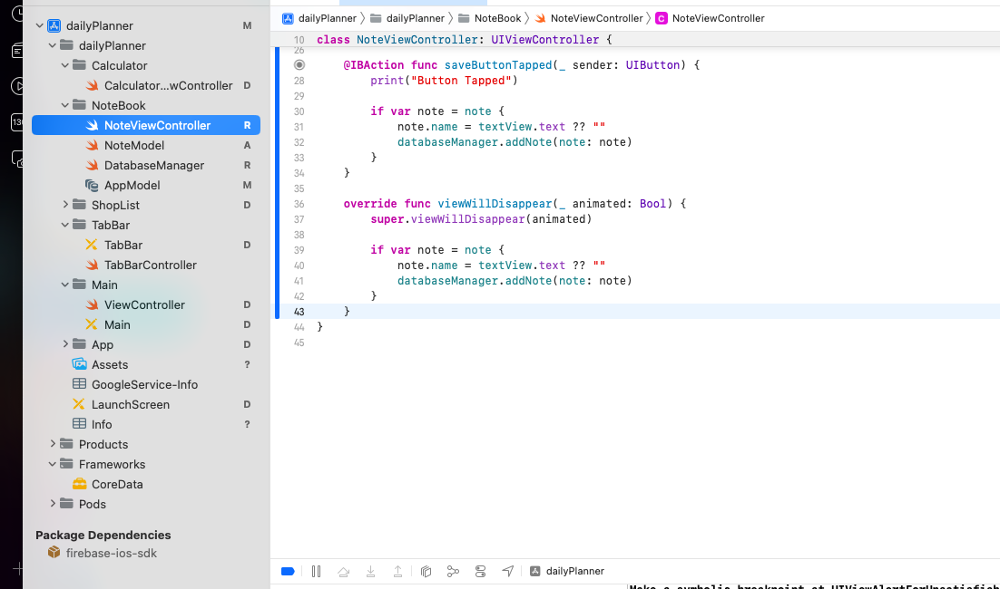 dailyPlanner M
dailyPlanner
Calculator
Calculator...wController D
NoteBook
NoteViewController R
NoteModel A
DatabaseManager R
AppModel M
ShopList D
TabBar
TabBar D
TabBarController
Main
ViewController D
Main D
App D
Assets ?
GoogleService-Info
LaunchScreen D
Info ?
Products
Frameworks
CoreData
Pods
Package Dependencies
firebase-ios-sdk
dailyPlanner dailyPlanner NoteBook NoteViewController C NoteViewController
10 class NoteViewController: UIViewController {
26
@IBAction func saveButtonTapped(_ sender: UIButton) {
28 print("Button Tapped")
29
30 if var note = note {
31 note.name = textView.text ?? ""
32 databaseManager.addNote(note: note)
33 }
34 }
35
36 override func viewWillDisappear(_ animated: Bool) {
37 super.viewWillDisappear(animated)
38
39 if var note = note {
40 note.name = textView.text ?? ""
41 databaseManager.addNote(note: note)
42 }
43 }
44 }
45
dailyPlanner
Make a symbolic breakpoint at UIViewAlertForUnsatisfiab